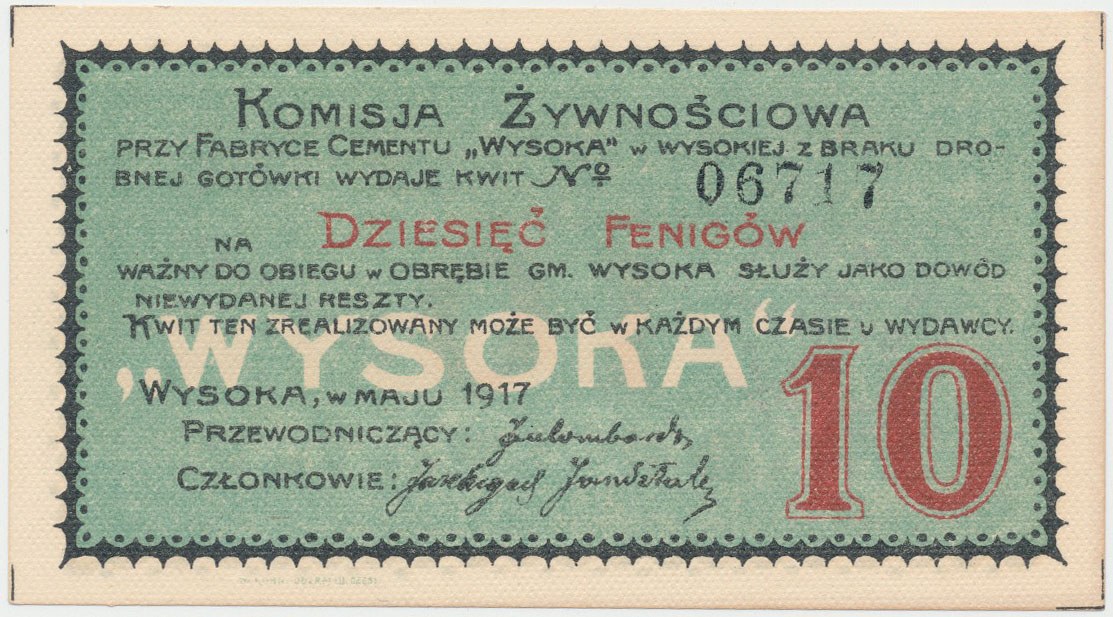 KOMISJA ŻYWNOŚCIOWA
PRZY FABRYCE CEMENTU „WYSOKA" W WYSOKIEJ Z BRAKU DRO-
BNEJ GOTÓWKI WYDAJE KWIT № 06717
NA DZIESIĘĆ FENIGÓW
WAŻNY DO OBIEGU W OBRĘBIE GM. WYSOKA SŁUŻY JAKO DOWÓD
NIEWYDANEJ RESZTY.
KWIT TEN ZREALIZOWANY MOŻE BYĆ W KAŻDYM CZASIE U WYDAWCY.
„WYSOKA"
10
WYSOKA, W MAJU 1917
PRZEWODNICZĄCY:
CZŁONKOWIE: